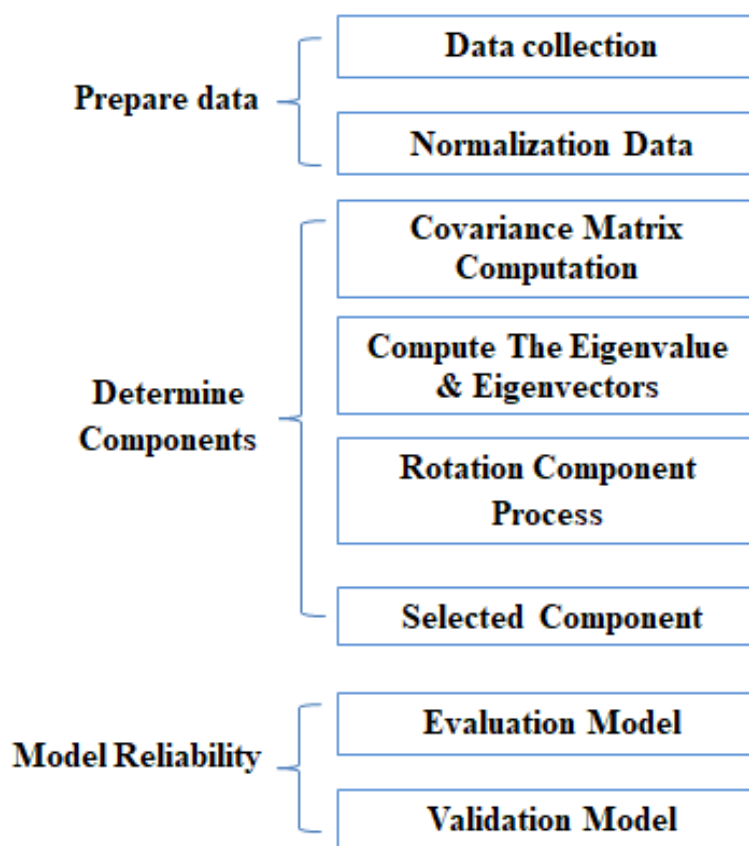 Prepare data
Data collection
Normalization Data
Determine
Components
Covariance Matrix
Computation
Compute The Eigenvalue
& Eigenvectors
Rotation Component
Process
Selected Component
Model Reliability
Evaluation Model
Validation Model